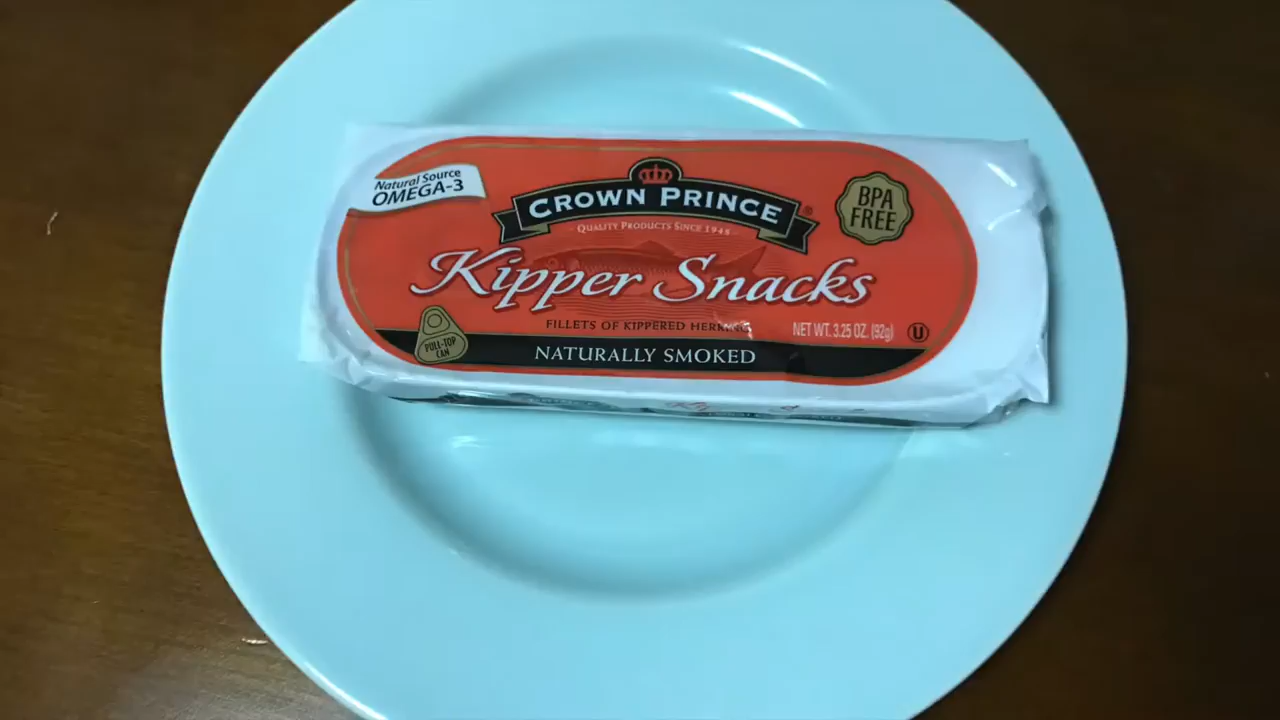 Natural Source
OMEGA-3
CROWN PRINCE
®
QUALITY PRODUCTS SINCE 1948
BPA
FREE
Kipper Snacks
FILLETS OF KIPPERED HERRING
NET WT. 3.25 OZ. (92g)
U
PULL-TOP
CAN
NATURALLY SMOKED